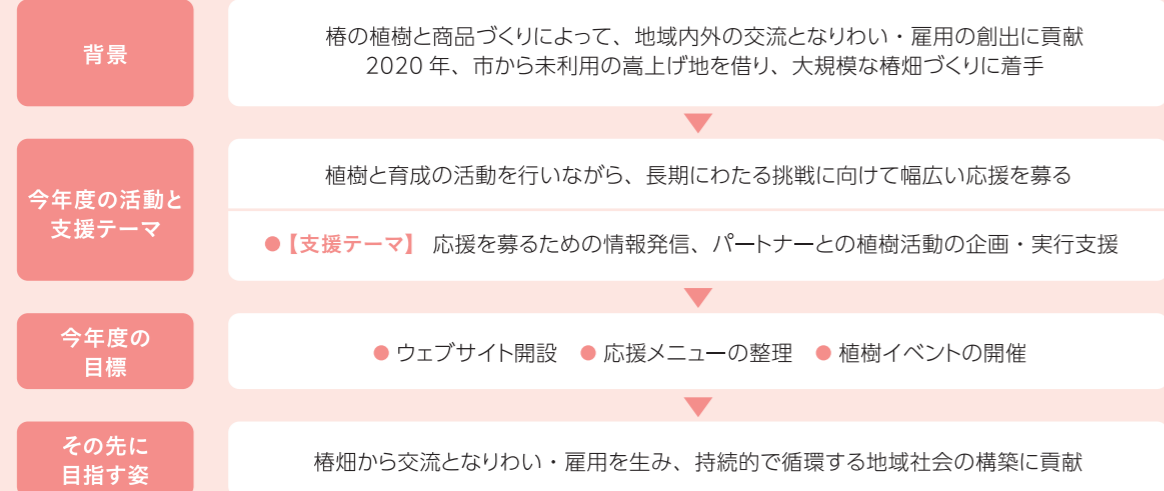 背景
椿の植樹と商品づくりによって、地域内外の交流となりわい・雇用の創出に貢献
2020年、市から未利用の嵩上げ地を借り、大規模な椿畑づくりに着手
今年度の活動と
支援テーマ
植樹と育成の活動を行いながら、長期にわたる挑戦に向けて幅広い応援を募る
●【支援テーマ】 応援を募るための情報発信、パートナーとの植樹活動の企画・実行支援
今年度の
目標
●ウェブサイト開設 ●応援メニューの整理 ●植樹イベントの開催
その先に
目指す姿
椿畑から交流となりわい・雇用を生み、持続的で循環する地域社会の構築に貢献